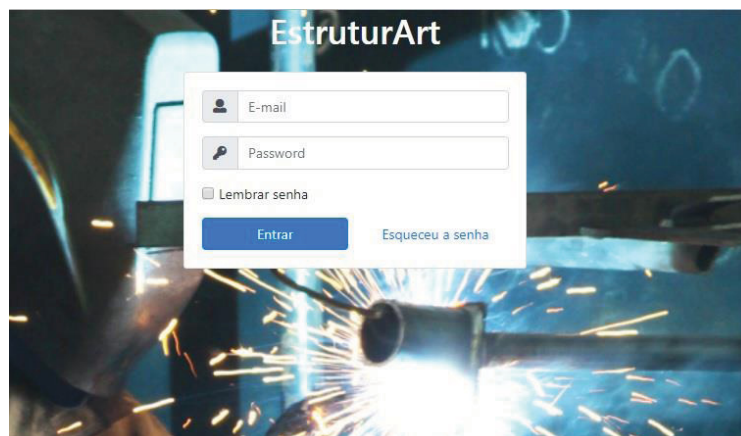 EstruturArt
E-mail
Password
Lembrar senha
Entrar
Esqueceu a senha